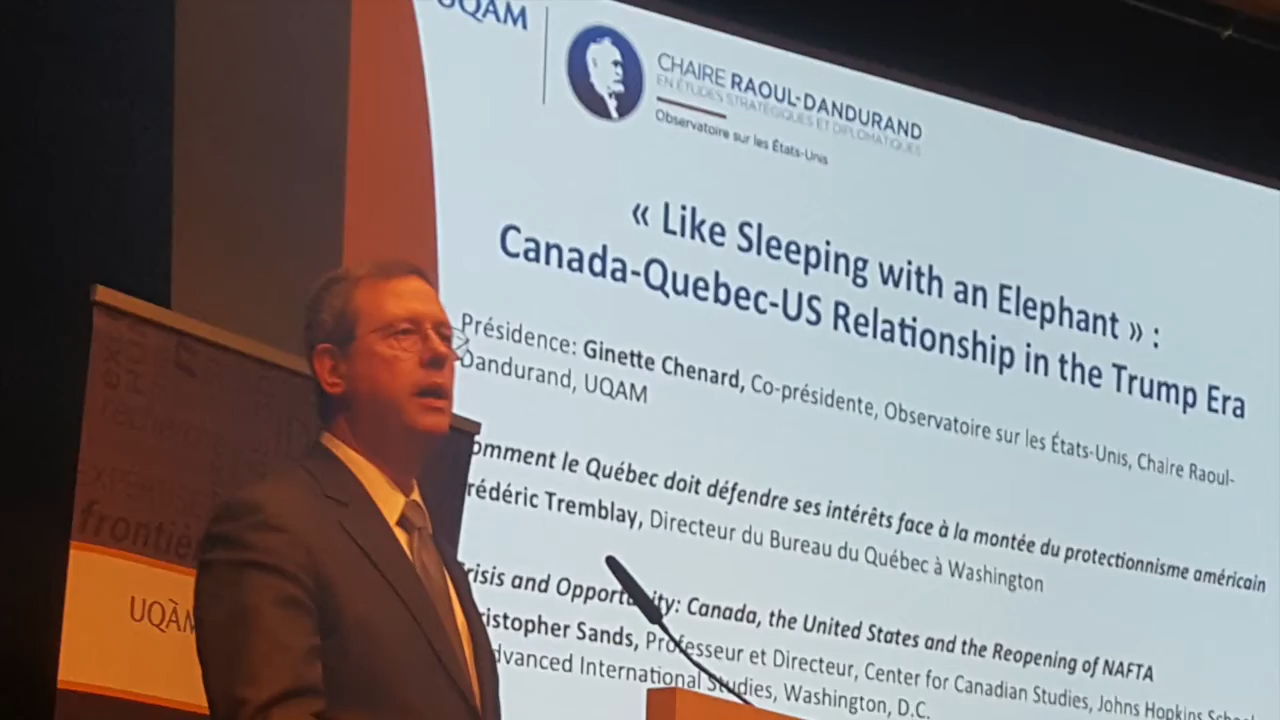 UQAM
CHAIRE RAOUL-DANDURAND
EN ÉTUDES STRATÉGIQUES ET DIPLOMATIQUES
Observatoire sur les États-Unis
« Like Sleeping with an Elephant » :
Canada-Quebec-US Relationship in the Trump Era
Présidence: Ginette Chenard, Co-présidente, Observatoire sur les États-Unis, Chaire Raoul-
Dandurand, UQAM
omment le Québec doit défendre ses intérêts face à la montée du protectionnisme américain
rédéric Tremblay, Directeur du Bureau du Québec à Washington
risis and Opportunity: Canada, the United States and the Reopening of NAFTA
ristopher Sands, Professeur et Directeur, Center for Canadian Studies, Johns Hopkins School
dvanced International Studies, Washington, D.C.
frontiè
UQÀM